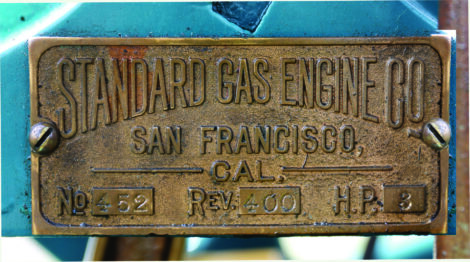 STANDARD GAS ENGINE CO
SAN FRANCISCO,
CAL.
No 452 REV. 400 H.P. 3